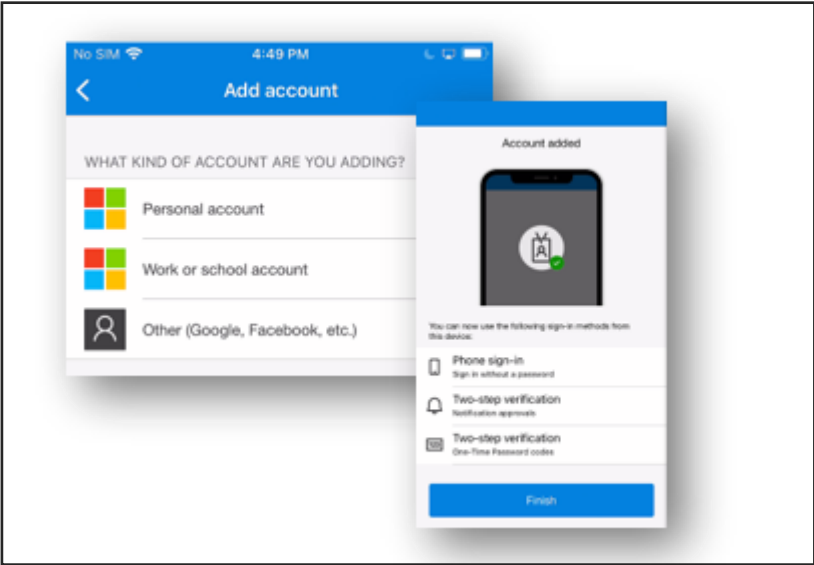 No SIM 4:49 PM
Add account
WHAT KIND OF ACCOUNT ARE YOU ADDING?
Personal account
Work or school account
Other (Google, Facebook, etc.)
Account added
You can now use the following sign-in methods from
this device:
Phone sign-in
Sign in without a password
Two-step verification
Notification approvals
Two-step verification
One-Time Password codes
Finish